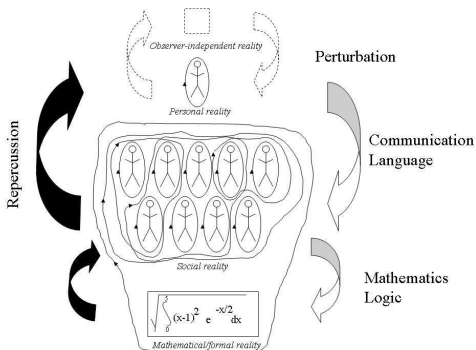 Observer-independent reality
Perturbation
Personal reality
Repercussion
Communication
Language
Social reality
Mathematics
Logic
(x-1)² e -x/2 dx
Mathematical/formal reality